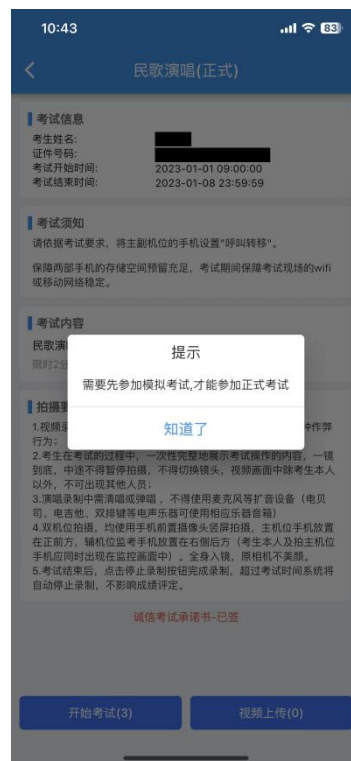 10:43
83
民歌演唱(正式)
考试信息
考生姓名:
证件号码:
考试开始时间: 2023-01-01 09:00:00
考试结束时间: 2023-01-08 23:59:59
考试须知
请依据考试要求，将主副机位的手机设置“呼叫转移”。
保障两部手机的存储空间预留充足，考试期间保障考试现场的wifi
或移动网络稳定。
考试内容
民歌演
限时2分
提示
需要先参加模拟考试,才能参加正式考试
知道了
拍摄要
1.视频录
种作弊
行为；
2.考生在考试的过程中，一次性完整地展示考试操作的内容，一镜
到底，中途不得暂停拍摄，不得切换镜头，视频画面中除考生本人
以外，不可出现其他人员；
3.演唱录制中需清唱或弹唱，不得使用麦克风等扩音设备（电贝
司、电吉他、双排键等电声乐器可使用相应乐器音箱）
4.双机位拍摄，均使用手机前置摄像头竖屏拍摄，主机位手机放置
在正前方，辅机位监考手机放置在右侧后方（考生本人及拍主机位
手机应同时出现在监控画面中）。全身入镜，原相机不美颜。
5.考试结束后，点击停止录制按钮完成录制，超过考试时间系统将
自动停止录制，不影响成绩评定。
诚信考试承诺书-已签
开始考试(3)
视频上传(0)